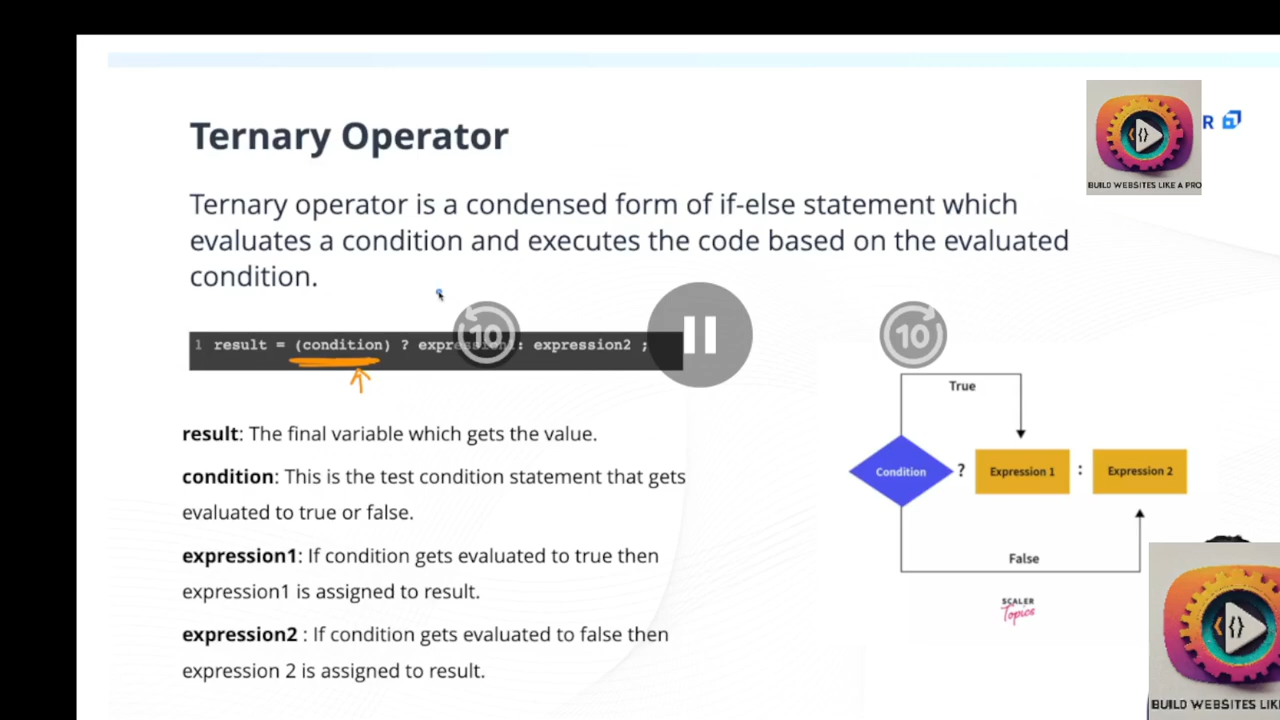 Ternary Operator
R
BUILD WEBSITES LIKE A PRO
Ternary operator is a condensed form of if-else statement which
evaluates a condition and executes the code based on the evaluated
condition.
10
10
1 result = (condition) ? expression1: expression2 ;
True
result: The final variable which gets the value.
condition: This is the test condition statement that gets
evaluated to true or false.
Condition ? Expression 1 : Expression 2
expression1: If condition gets evaluated to true then
expression1 is assigned to result.
False
SCALER
Topics
expression2 : If condition gets evaluated to false then
expression 2 is assigned to result.
BUILD WEBSITES LIK